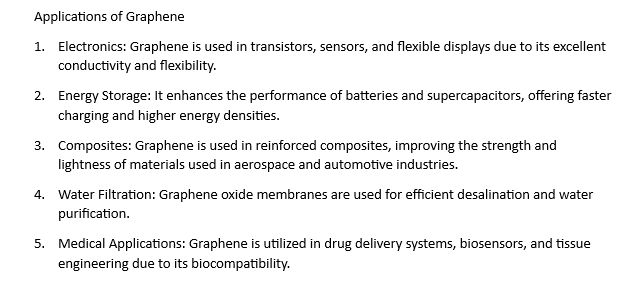 Applications of Graphene
1. Electronics: Graphene is used in transistors, sensors, and flexible displays due to its excellent
conductivity and flexibility.
2. Energy Storage: It enhances the performance of batteries and supercapacitors, offering faster
charging and higher energy densities.
3. Composites: Graphene is used in reinforced composites, improving the strength and
lightness of materials used in aerospace and automotive industries.
4. Water Filtration: Graphene oxide membranes are used for efficient desalination and water
purification.
5. Medical Applications: Graphene is utilized in drug delivery systems, biosensors, and tissue
engineering due to its biocompatibility.